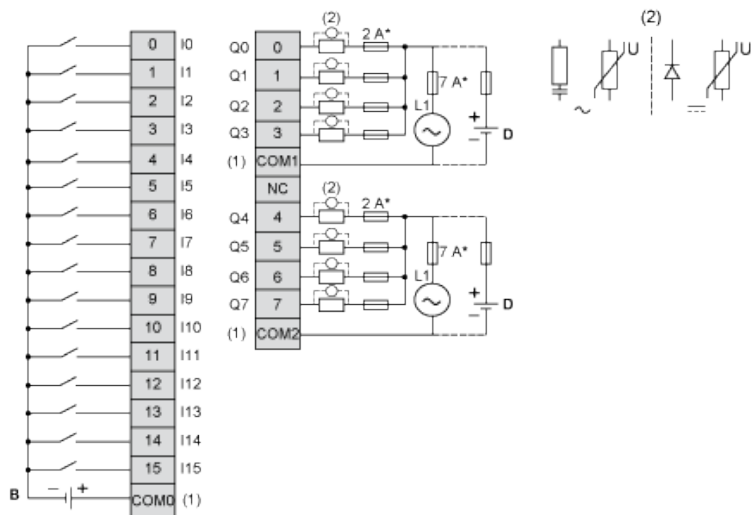 0 I0
1 I1
2 I2
3 I3
4 I4
5 I5
6 I6
7 I7
8 I8
9 I9
10 I10
11 I11
12 I12
13 I13
14 I14
15 I15
B − + COM0 (1)
(2)
Q0 0 2 A*
Q1 1
7 A*
Q2 2
L1
Q3 3
+ − D
(1) COM1
NC
(2)
Q4 4 2 A*
Q5 5
7 A*
Q6 6
L1
Q7 7
+ − D
(1) COM2
(2)
U U
~